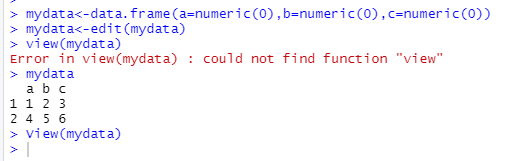 > mydata<-data.frame(a=numeric(0),b=numeric(0),c=numeric(0))
> mydata<-edit(mydata)
> view(mydata)
Error in view(mydata) : could not find function "view"
> mydata
  a b c
1 1 2 3
2 4 5 6
> View(mydata)
>